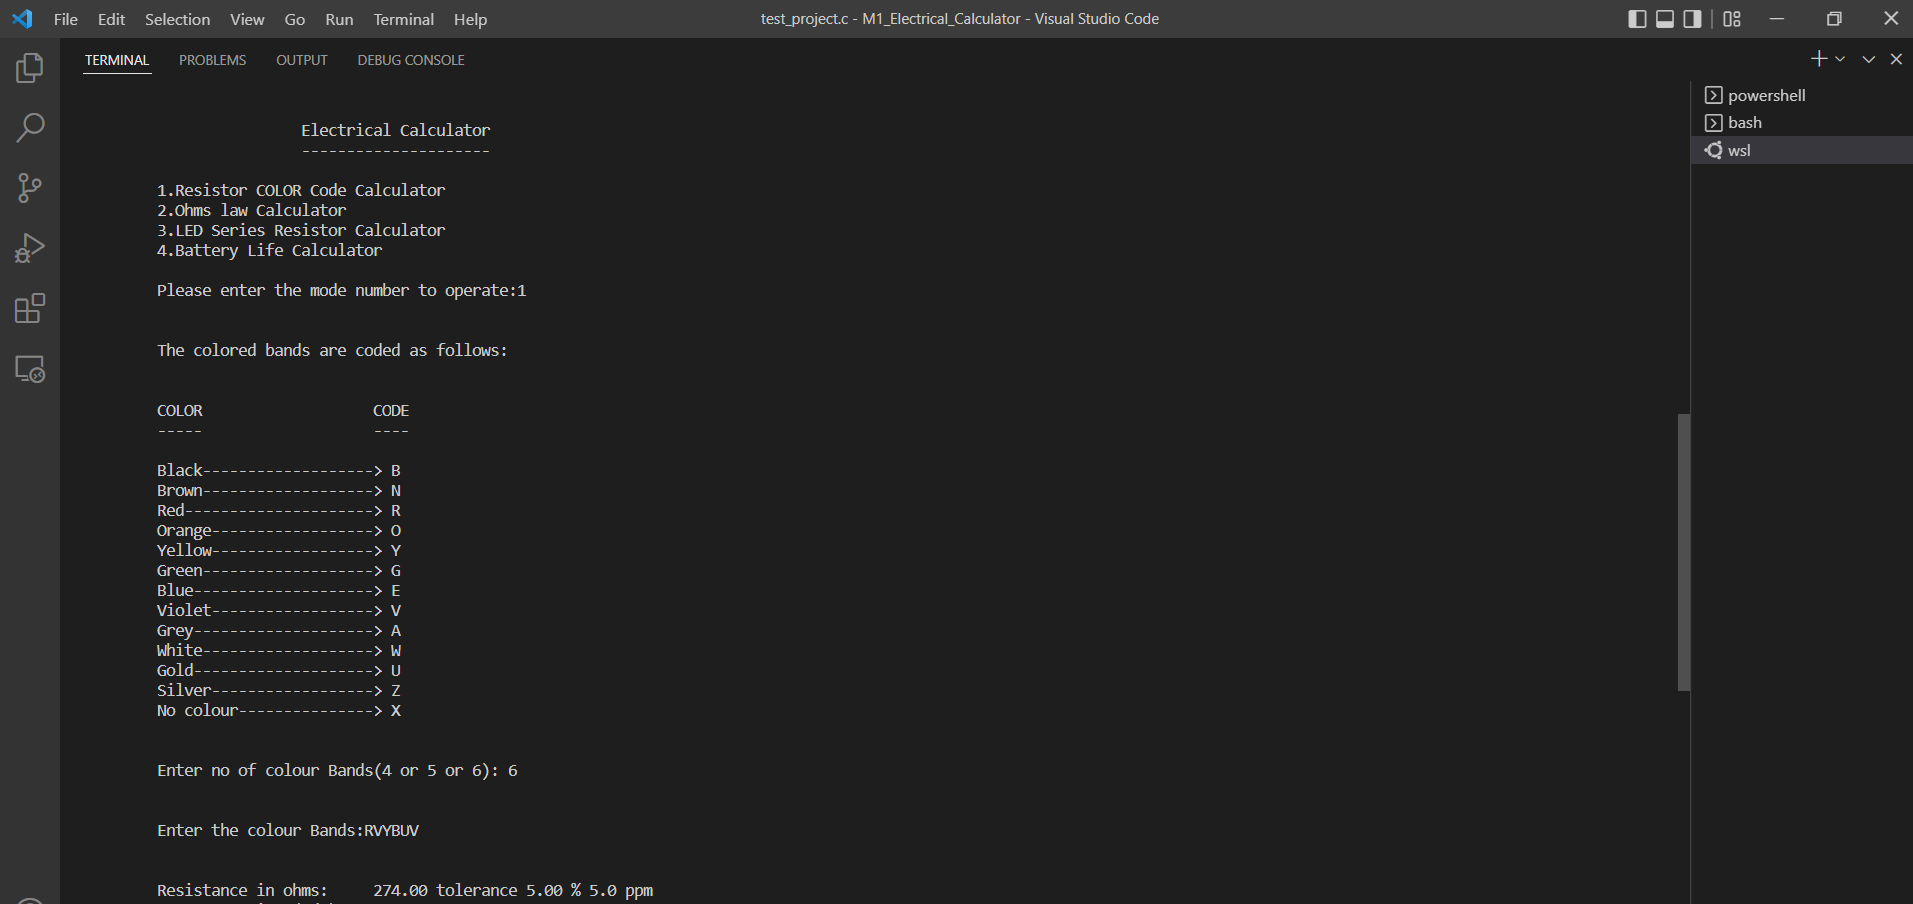 File Edit Selection View Go Run Terminal Help
test_project.c - M1_Electrical_Calculator - Visual Studio Code
TERMINAL PROBLEMS OUTPUT DEBUG CONSOLE
powershell
bash
wsl
Electrical Calculator
---------------------
1.Resistor COLOR Code Calculator
2.Ohms law Calculator
3.LED Series Resistor Calculator
4.Battery Life Calculator
Please enter the mode number to operate:1
The colored bands are coded as follows:
COLOR CODE
----- ----
Black-------------------> B
Brown-------------------> N
Red---------------------> R
Orange------------------> O
Yellow------------------> Y
Green-------------------> G
Blue--------------------> E
Violet------------------> V
Grey--------------------> A
White-------------------> W
Gold--------------------> U
Silver------------------> Z
No colour---------------> X
Enter no of colour Bands(4 or 5 or 6): 6
Enter the colour Bands:RVYBUV
Resistance in ohms: 274.00 tolerance 5.00 % 5.0 ppm